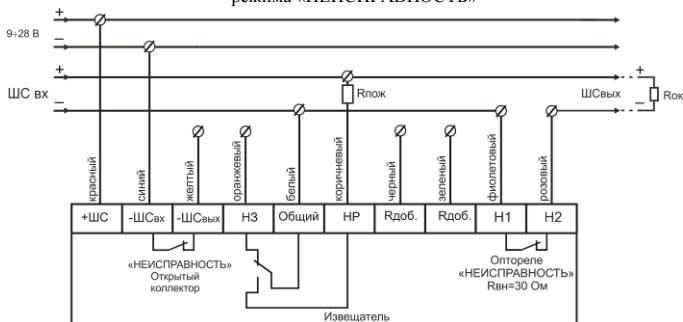 режима «НЕИСПРАВНОСТЬ»
+
9÷28 В
–
+
ШС вх
–
Rпож
ШСвых
+
–
Rок
красный
синий
желтый
оранжевый
белый
коричневый
черный
зеленый
фиолетовый
розовый
+ШС
-ШСвх
-ШСвых
НЗ
Общий
НР
Rдоб.
Rдоб.
Н1
Н2
«НЕИСПРАВНОСТЬ»
Открытый
коллектор
Оптореле
«НЕИСПРАВНОСТЬ»
Rвн=30 Ом
Извещатель